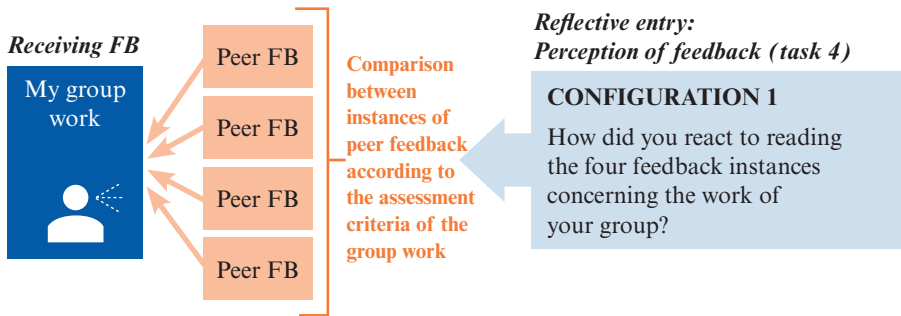 Receiving FB
My group
work
Peer FB
Peer FB
Peer FB
Peer FB
Comparison
between
instances of
peer feedback
according to
the assessment
criteria of the
group work
Reflective entry:
Perception of feedback (task 4)
CONFIGURATION 1
How did you react to reading
the four feedback instances
concerning the work of
your group?